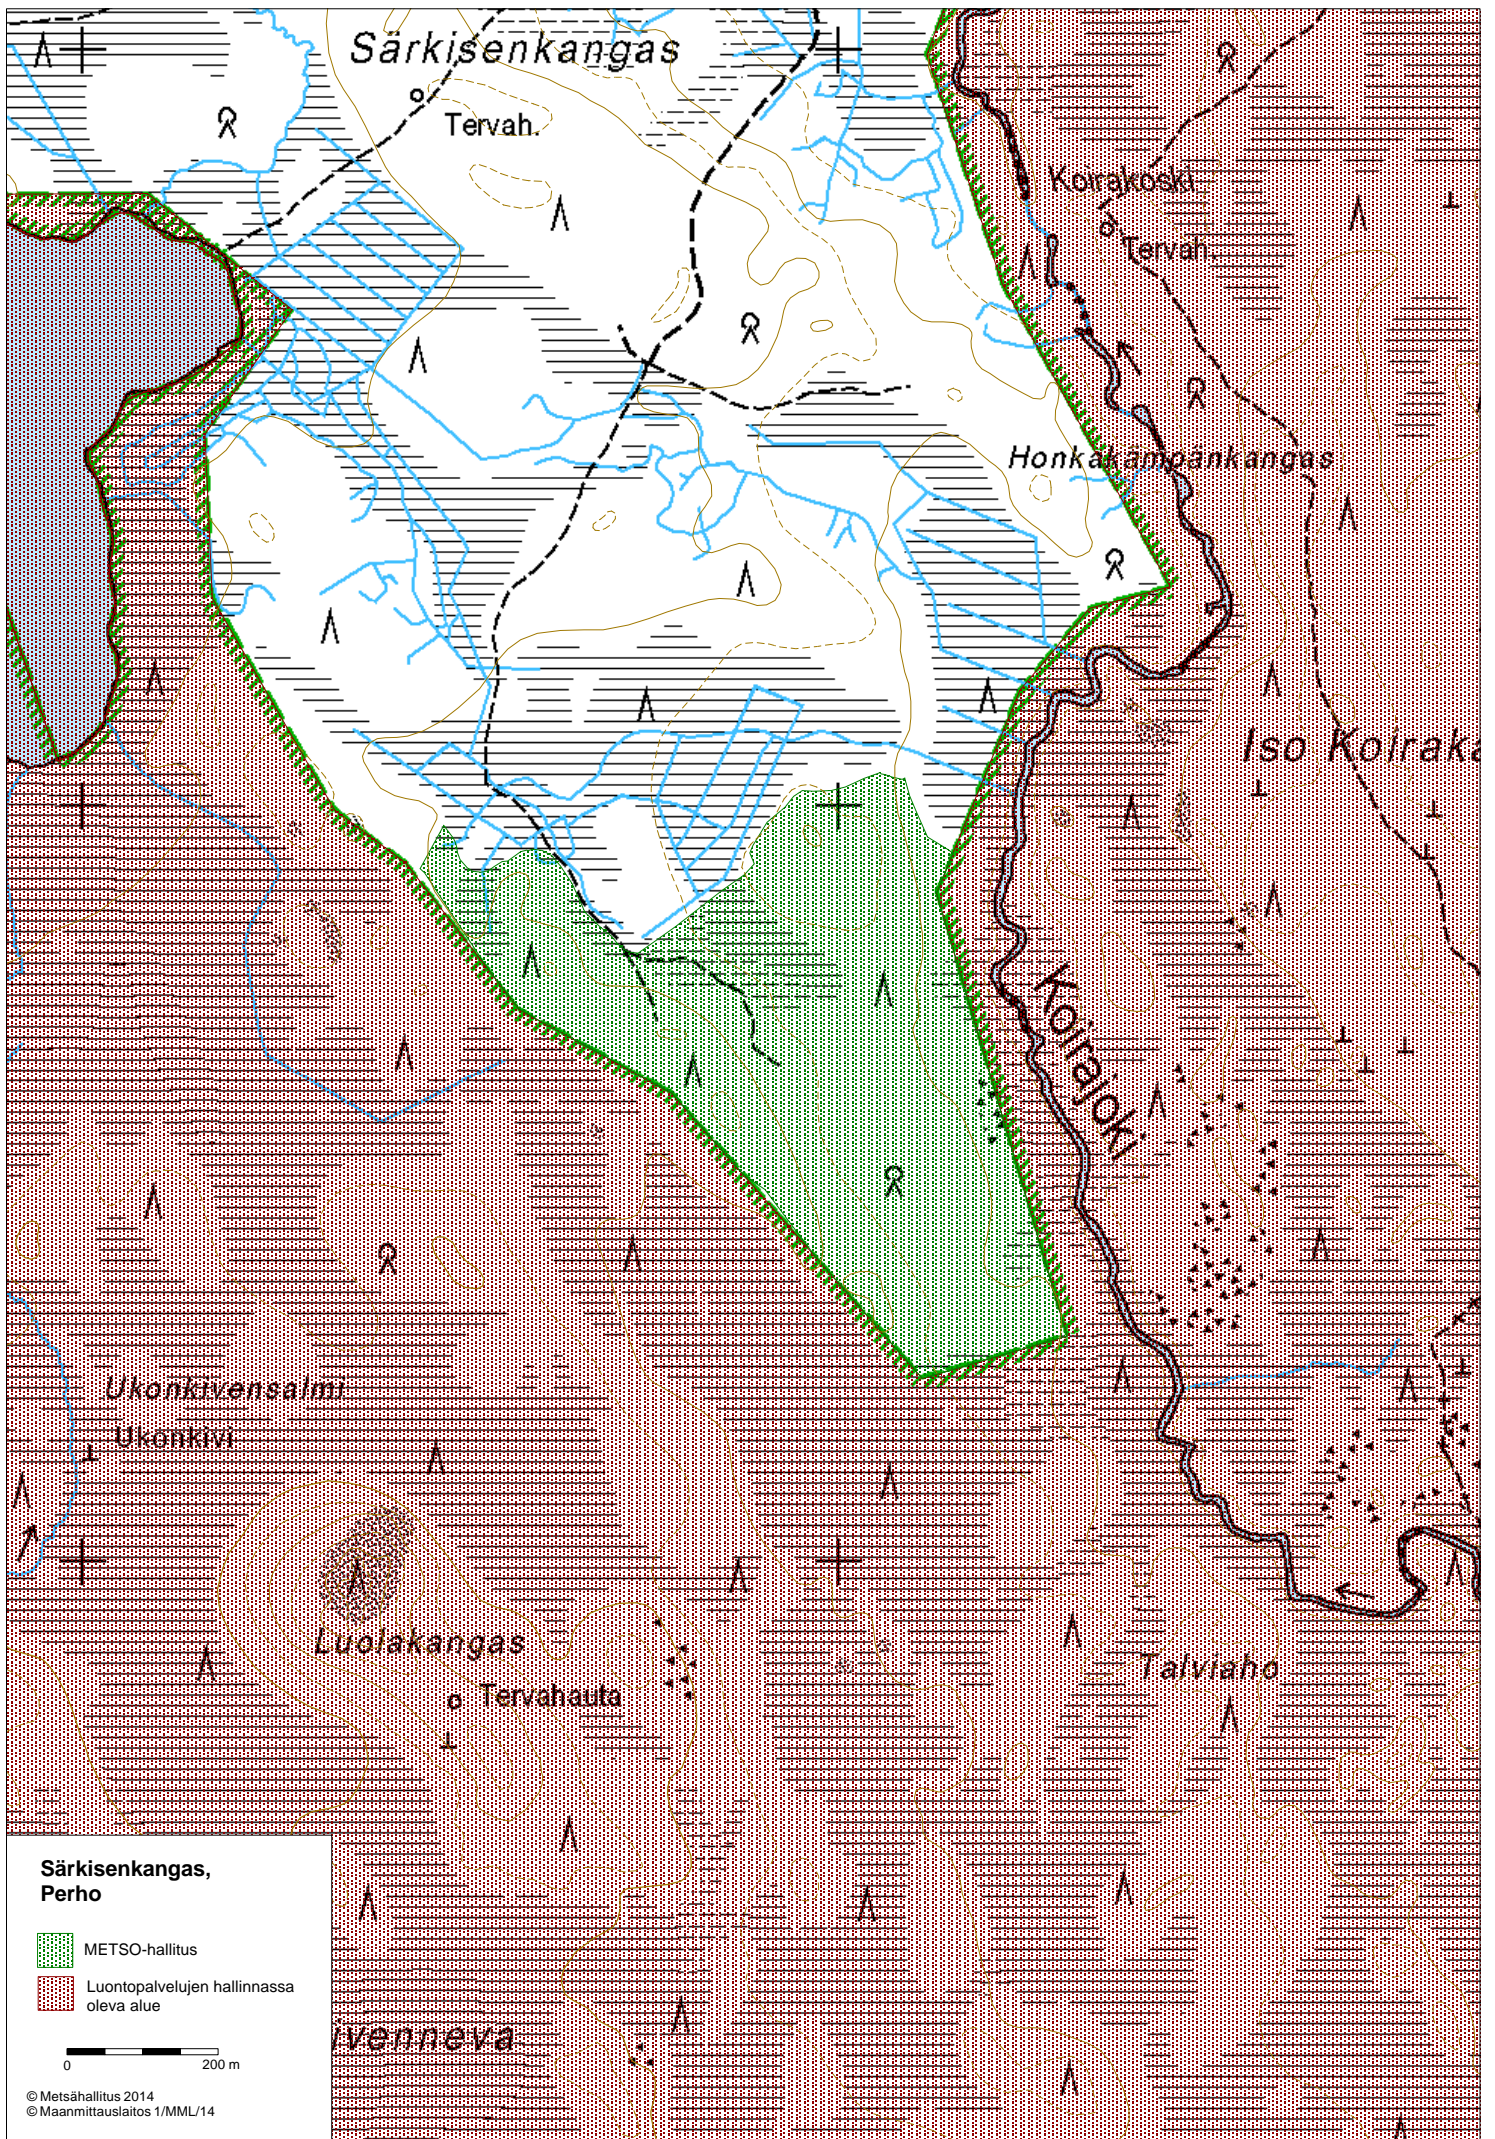 Särkisenkangas
Tervah.
Koirakoski
Tervah.
Honkakämpänkangas
Iso Koiraka
Koirajoki
Ukonkivensalmi
Ukonkivi
Luolakangas
Tervahauta
Talviaho
Särkisenkangas,
Perho
METSO-hallitus
Luontopalvelujen hallinnassa
oleva alue
0 200 m
ivenneva
© Metsähallitus 2014
© Maanmittauslaitos 1/MML/14